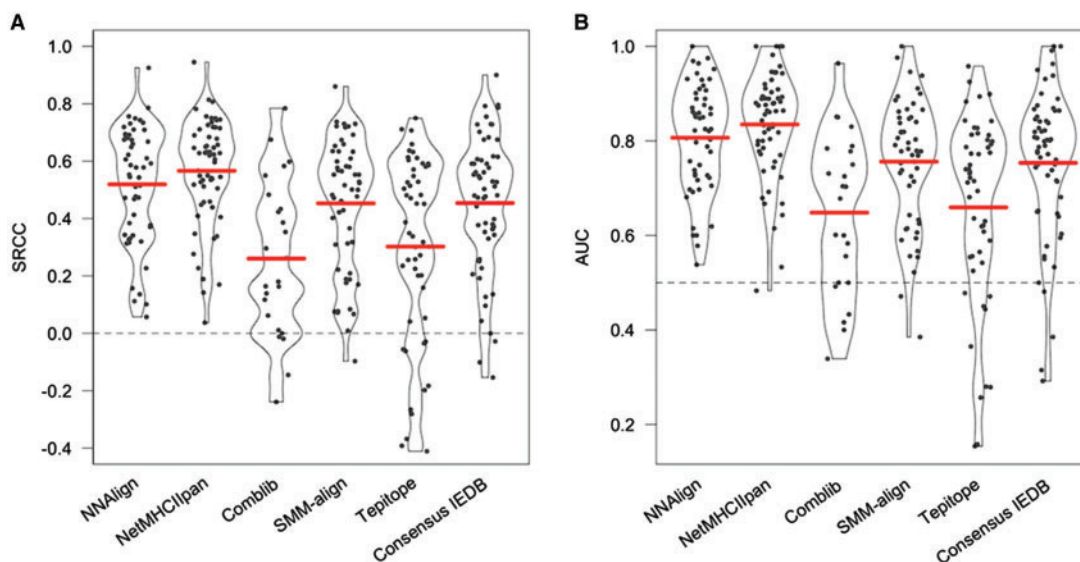 A
B
SRCC
1.0
0.8
0.6
0.4
0.2
0.0
-0.2
-0.4
NNAlign
NetMHCIIpan
Comblib
SMM-align
Tepitope
Consensus IEDB
AUC
1.0
0.8
0.6
0.4
0.2
NNAlign
NetMHCIIpan
Comblib
SMM-align
Tepitope
Consensus IEDB